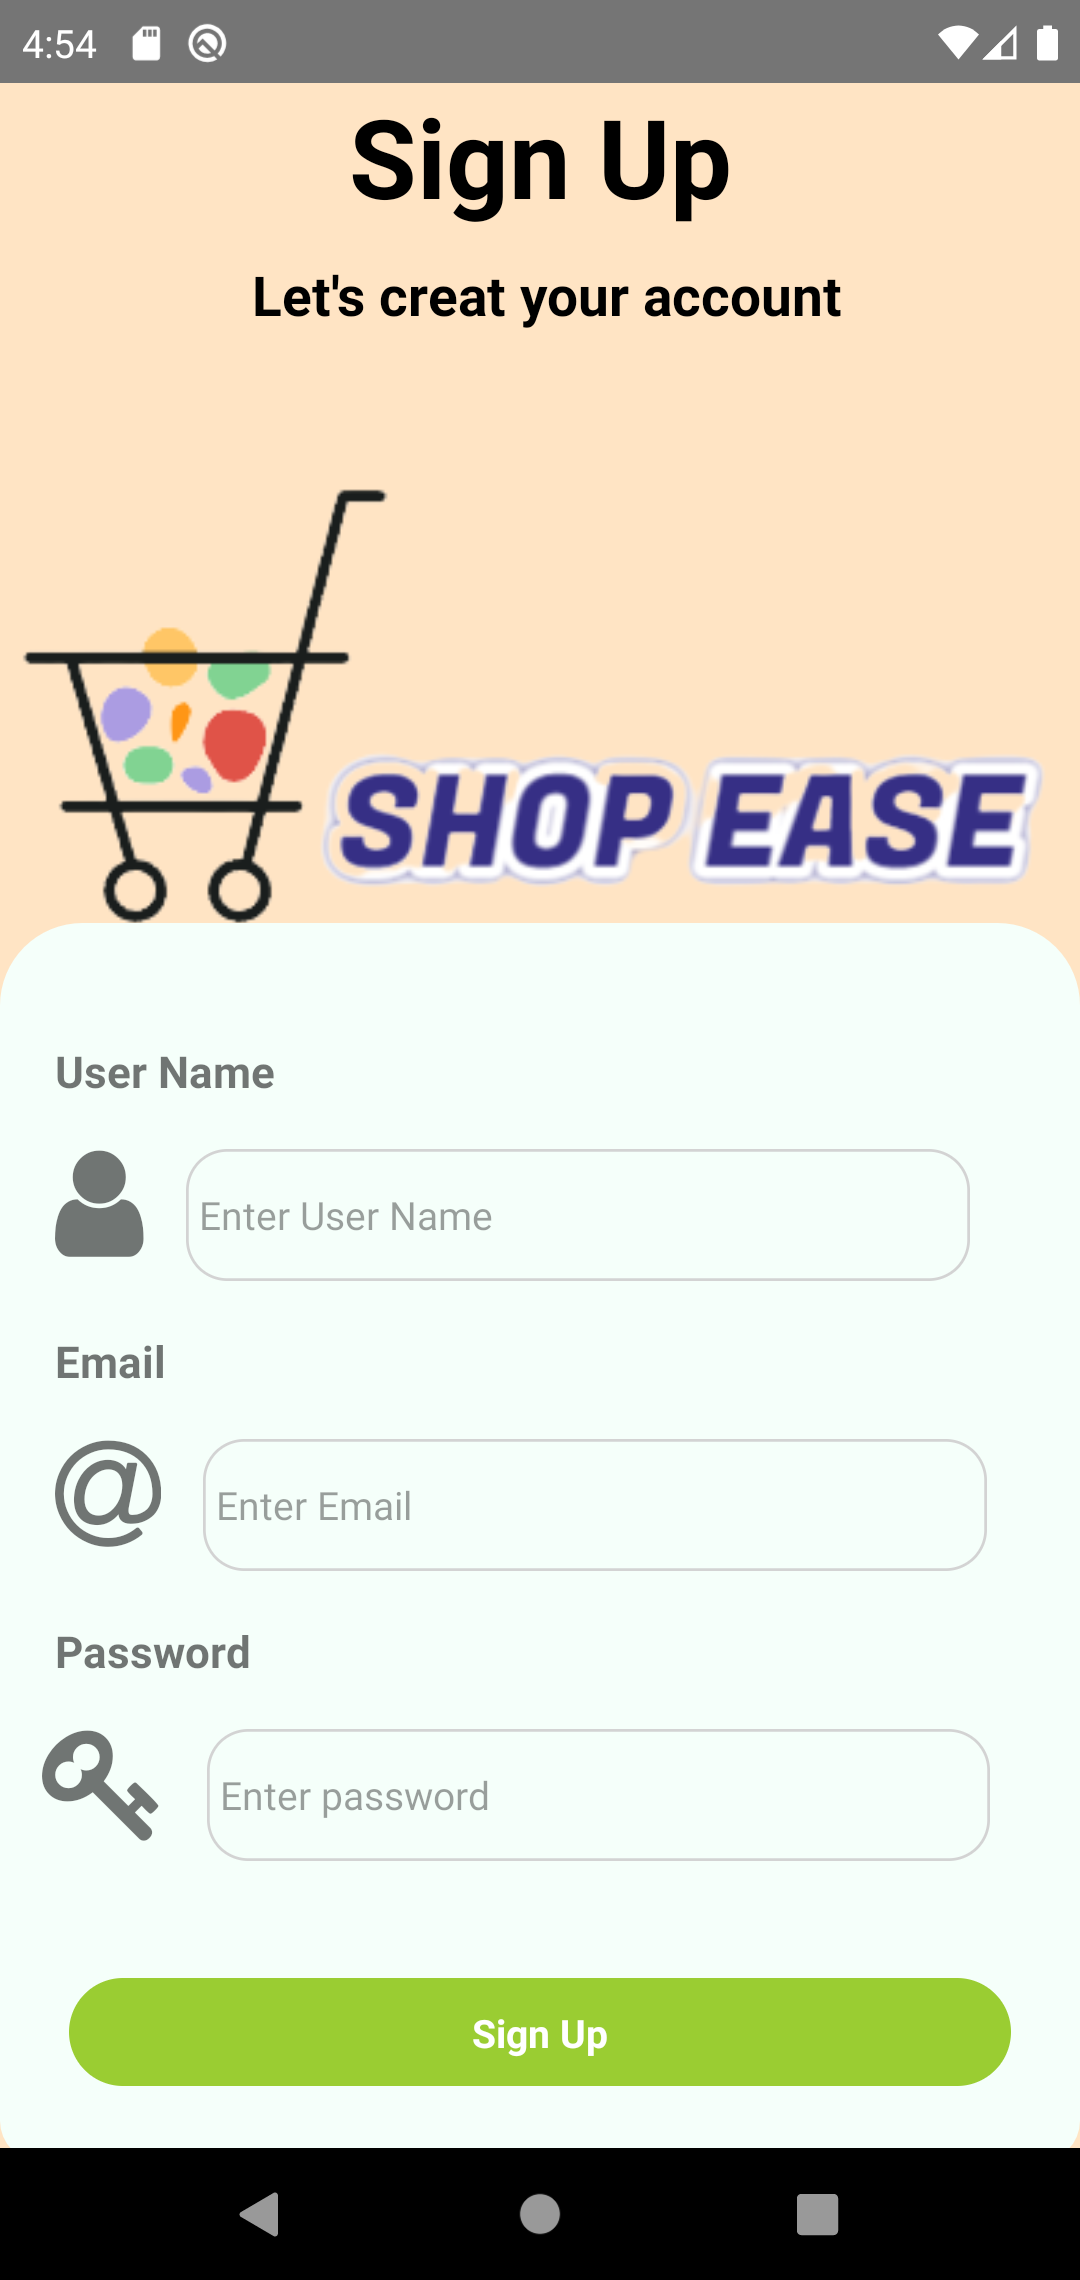 4:54
Sign Up
Let's creat your account
SHOP EASE
User Name
Enter User Name
Email
@
Enter Email
Password
Enter password
Sign Up